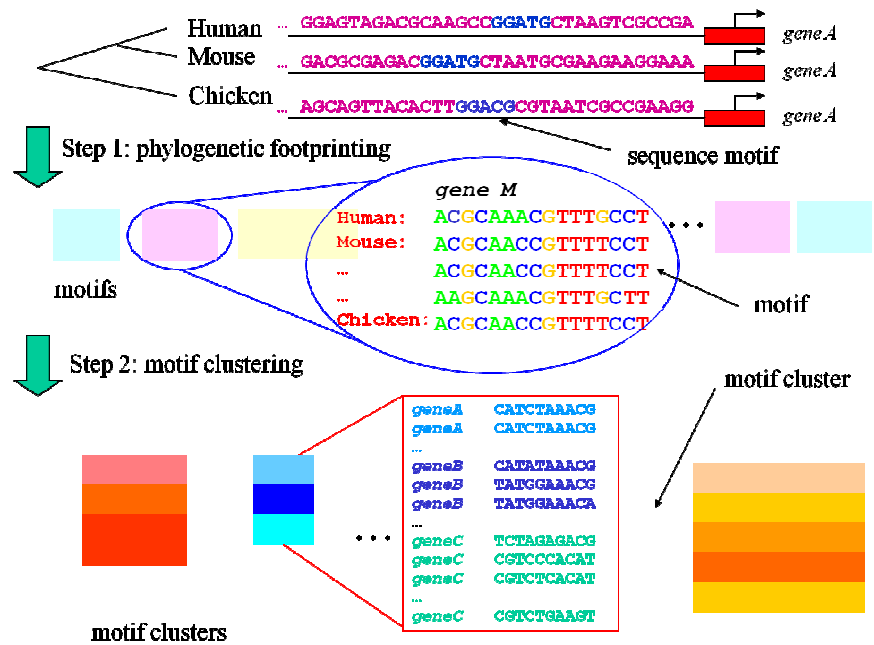 Human ... GGAGTAGACGCAAGCCGGATGCTAAGTCGCCGA geneA
Mouse ... GACGCGAGACGGATGCTAATGCGAAGAAGGAAA geneA
Chicken ... AGCAGTTACACTTGGACGCGTAATCGCCGAAGG geneA
Step 1: phylogenetic footprinting
sequence motif
gene M
Human: ACGCAAACGTTTGCCT
Mouse: ACGCAACCGTTTTCCT
... ACGCAACCGTTTTCCT
... AAGCAAACGTTTGCTT
Chicken: ACGCAACCGTTTTCCT
...
motifs
motif
Step 2: motif clustering
motif cluster
geneA CATCTAAACG
geneA CATCTAAACG
...
geneB CATATAAACG
geneB TATGGAAACG
geneB TATGGAAACA
...
geneC TCTAGAGACG
geneC CGTCCCACAT
geneC CGTCTCACAT
...
geneC CGTCTGAAGT
...
motif clusters